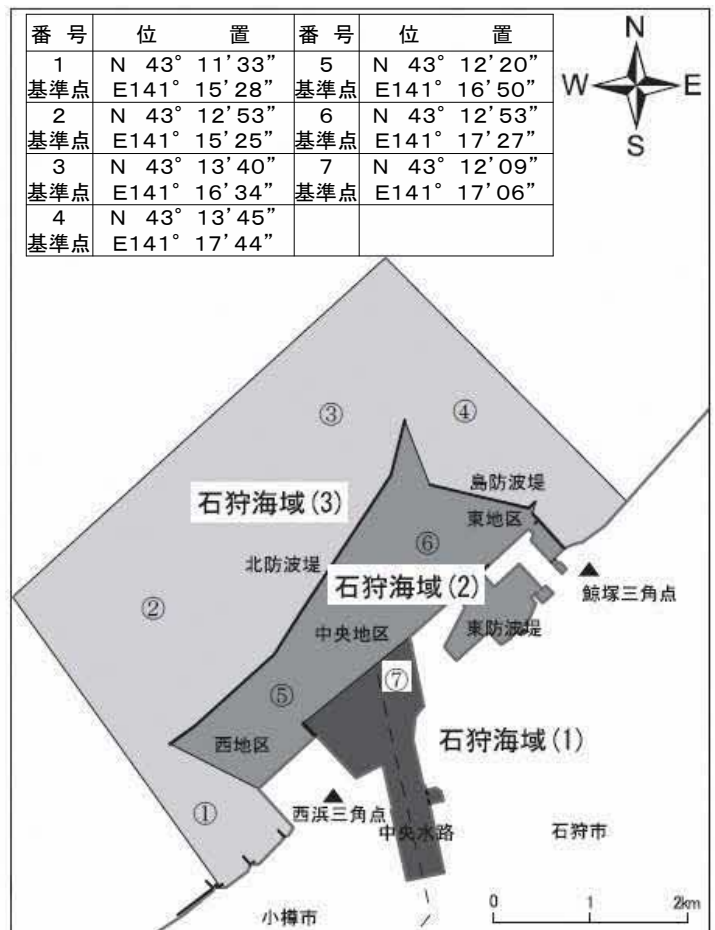 番 号 位 置 番 号 位 置
1 基準点 N 43° 11’33” E141° 15’28” 5 基準点 N 43° 12’20” E141° 16’50”
2 基準点 N 43° 12’53” E141° 15’25” 6 基準点 N 43° 12’53” E141° 17’27”
3 基準点 N 43° 13’40” E141° 16’34” 7 基準点 N 43° 12’09” E141° 17’06”
4 基準点 N 43° 13’45” E141° 17’44”
N
W E
S
③
④
石狩海域(3)
島防波堤
東地区
北防波堤
⑥
石狩海域(2)
鯨塚三角点
②
中央地区
東防波堤
⑦
⑤
西地区
石狩海域(1)
①
西浜三角点
中央水路
石狩市
小樽市
0 1 2km